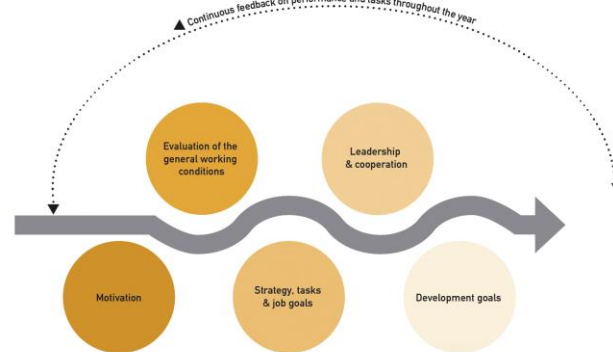 Continuous feedback on performance and tasks throughout the year
Evaluation of the
general working
conditions
Leadership
& cooperation
Motivation
Strategy, tasks
& job goals
Development goals